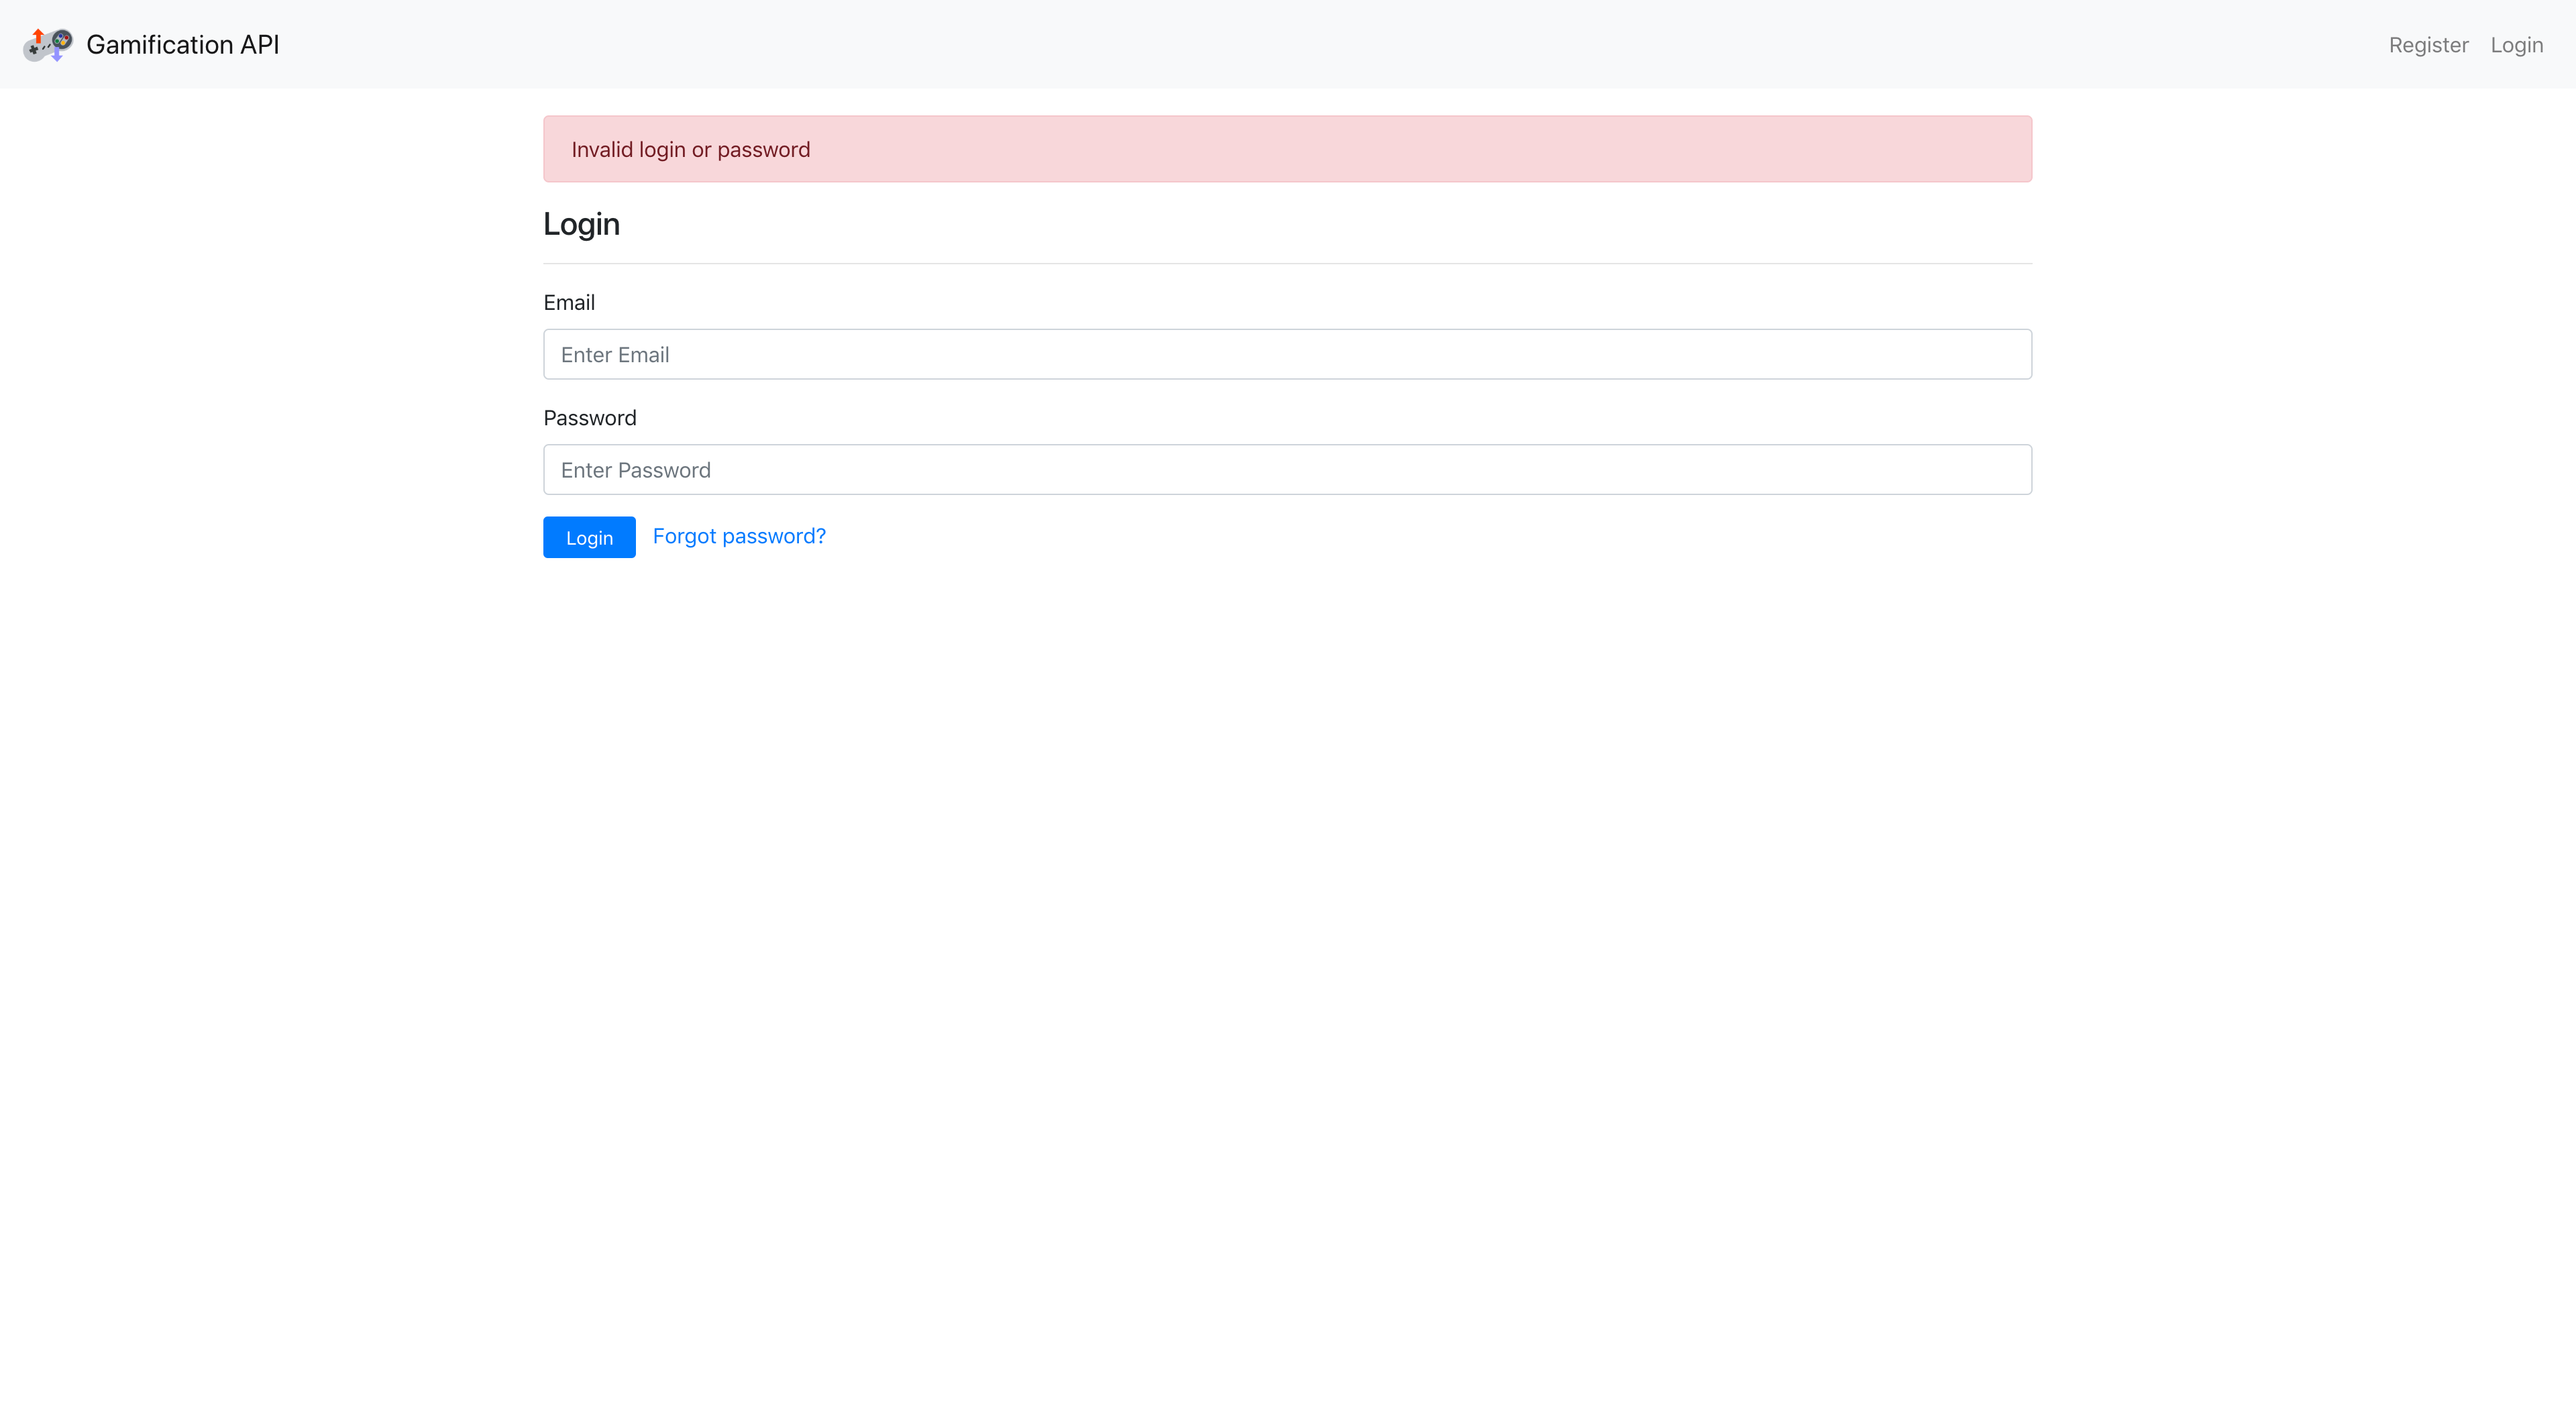 Gamification API
Register Login
Invalid login or password
Login
Email
Enter Email
Password
Enter Password
Login Forgot password?